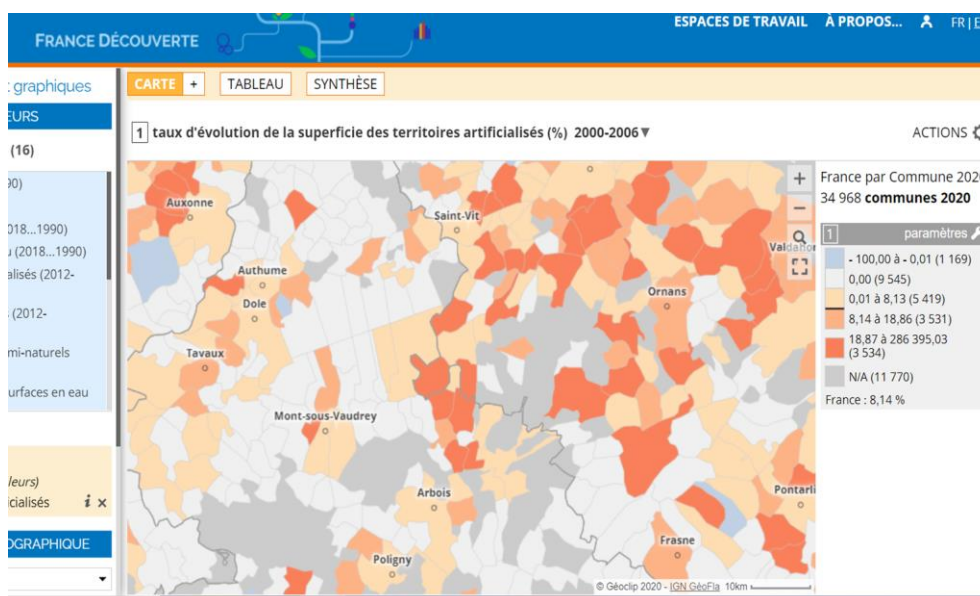 ESPACES DE TRAVAIL À PROPOS... FR | E
FRANCE DÉCOUVERTE
t graphiques
EURS
(16)
90)
018...1990)
u (2018...1990)
alisés (2012-
s (2012-
mi-naturels
urfaces en eau
leurs)
icialisés i ×
OGRAPHIQUE
CARTE + TABLEAU SYNTHÈSE
1 taux d'évolution de la superficie des territoires artificialisés (%) 2000-2006 ▼ ACTIONS
Auxonne
Saint-Vit
Valdahon
Authume
Dole
Ornans
Tavaux
Mont-sous-Vaudrey
Arbois
Pontarli
Frasne
Poligny
+
−
© Géoclip 2020 - IGN GéoFla 10km
France par Commune 2020
34 968 communes 2020
1 paramètres
- 100,00 à - 0,01 (1 169)
0,00 (9 545)
0,01 à 8,13 (5 419)
8,14 à 18,86 (3 531)
18,87 à 286 395,03
(3 534)
N/A (11 770)
France : 8,14 %